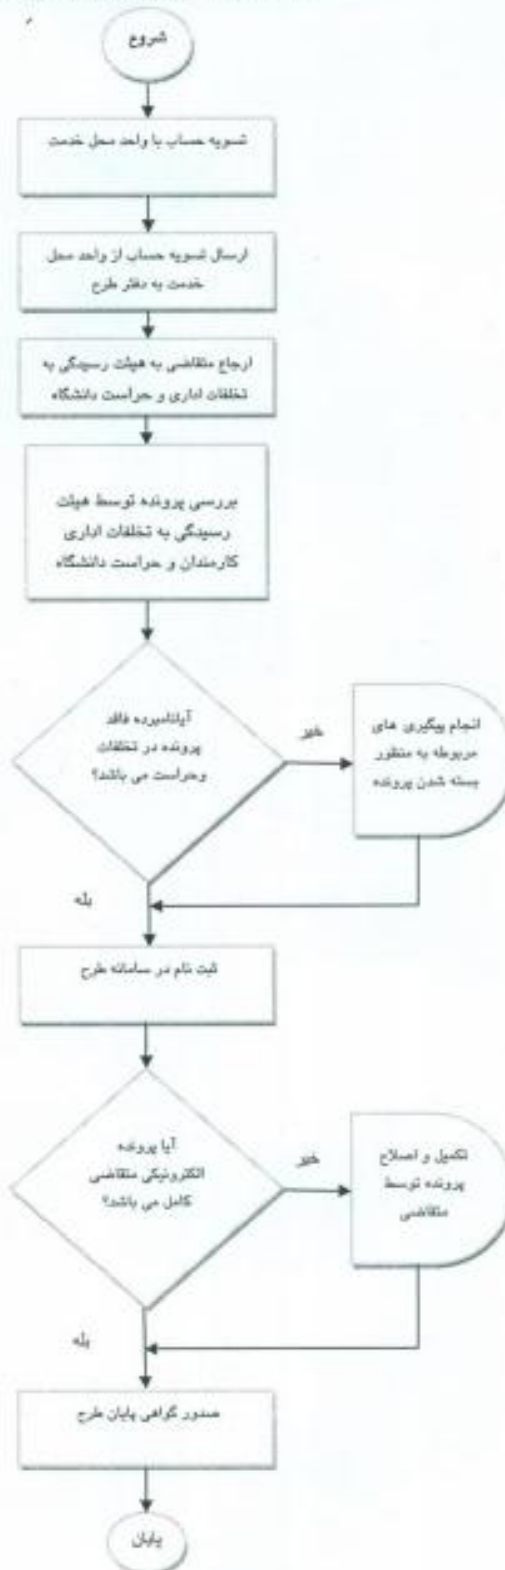 شروع
تسویه حساب با واحد محل خدمت
ارسال تسویه حساب از واحد محل
خدمت به دفتر طرح
ارجاع متقاضی به هیئت رسیدگی به
تخلفات اداری و حراست دانشگاه
بررسی پرونده توسط هیئت
رسیدگی به تخلفات اداری
کارمندان و حراست دانشگاه
آیانامبرده فاقد
پرونده در تخلفات
وحراست می باشد؟
خیر
انجام پیگیری های
مربوطه به منظور
بسته شدن پرونده
بله
ثبت نام در سامانه طرح
آیا پرونده
الکترونیکی متقاضی
کامل می باشد؟
خیر
تکمیل و اصلاح
پرونده توسط
متقاضی
بله
صدور گواهی پایان طرح
پایان